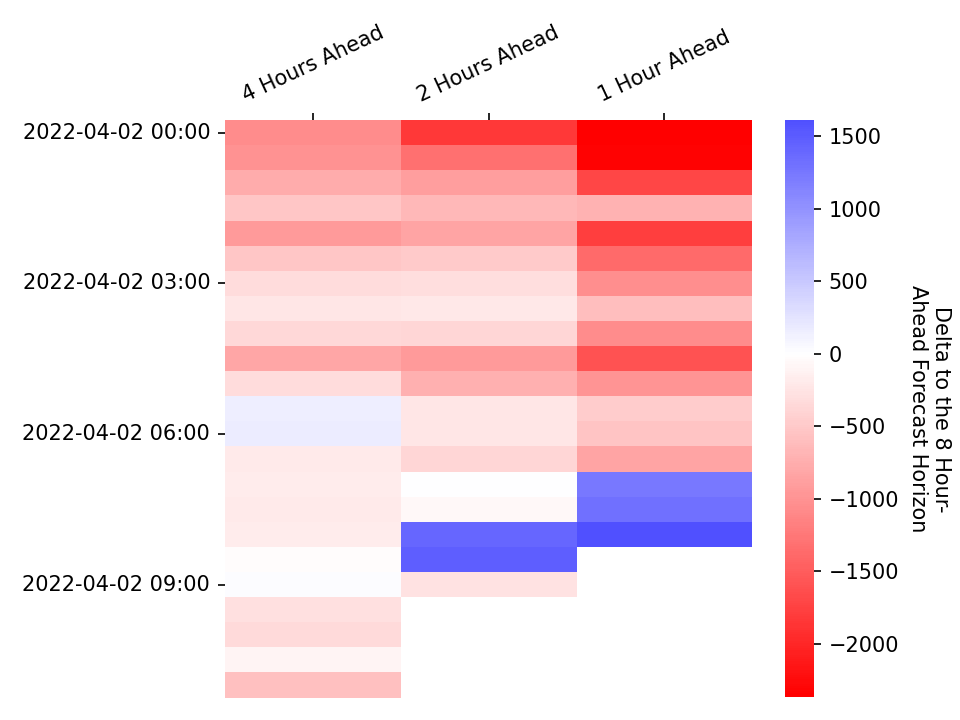 4 Hours Ahead
2 Hours Ahead
1 Hour Ahead
2022-04-02 00:00
2022-04-02 03:00
2022-04-02 06:00
2022-04-02 09:00
1500
1000
500
0
−500
−1000
−1500
−2000
Delta to the 8 Hour-
Ahead Forecast Horizon